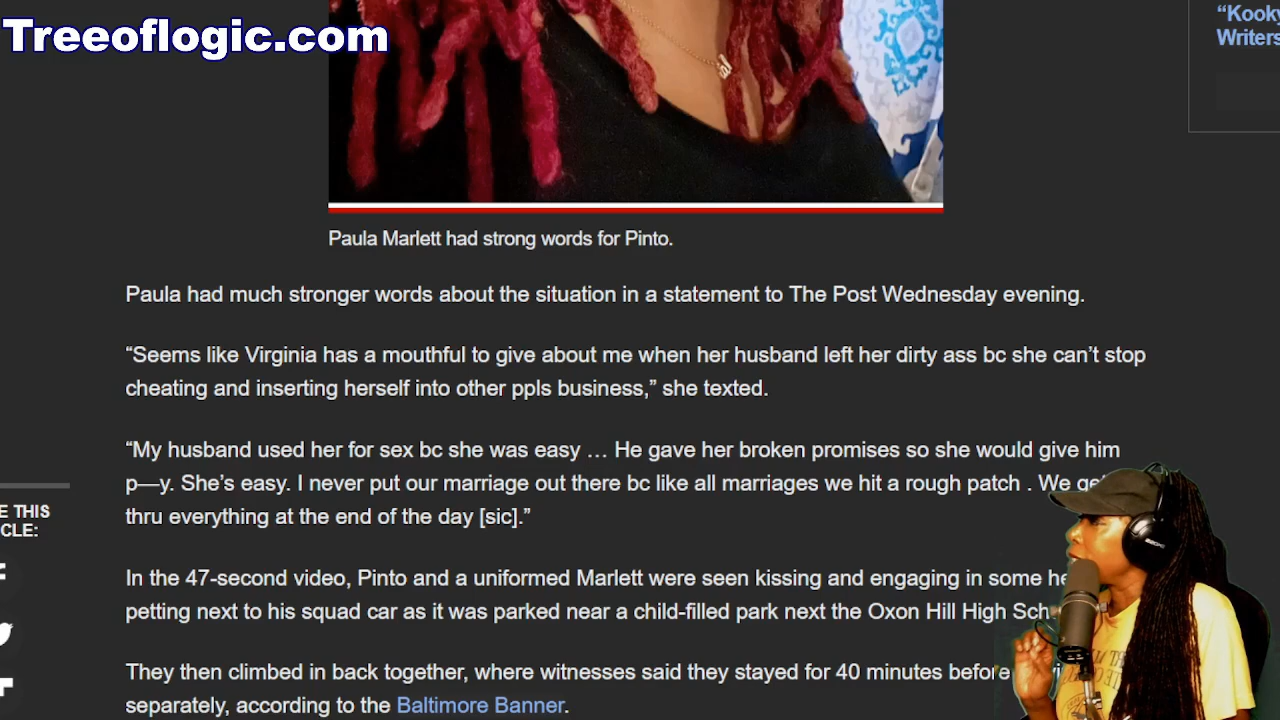 Treeoflogic.com
“Kooky
Writers
Paula Marlett had strong words for Pinto.
Paula had much stronger words about the situation in a statement to The Post Wednesday evening.
“Seems like Virginia has a mouthful to give about me when her husband left her dirty ass bc she can’t stop
cheating and inserting herself into other ppls business,” she texted.
“My husband used her for sex bc she was easy … He gave her broken promises so she would give him
p—y. She’s easy. I never put our marriage out there bc like all marriages we hit a rough patch . We get
thru everything at the end of the day [sic].”
E THIS
CLE:
In the 47-second video, Pinto and a uniformed Marlett were seen kissing and engaging in some
petting next to his squad car as it was parked near a child-filled park next the Oxon Hill High
They then climbed in back together, where witnesses said they stayed for 40 minutes before
separately, according to the Baltimore Banner.